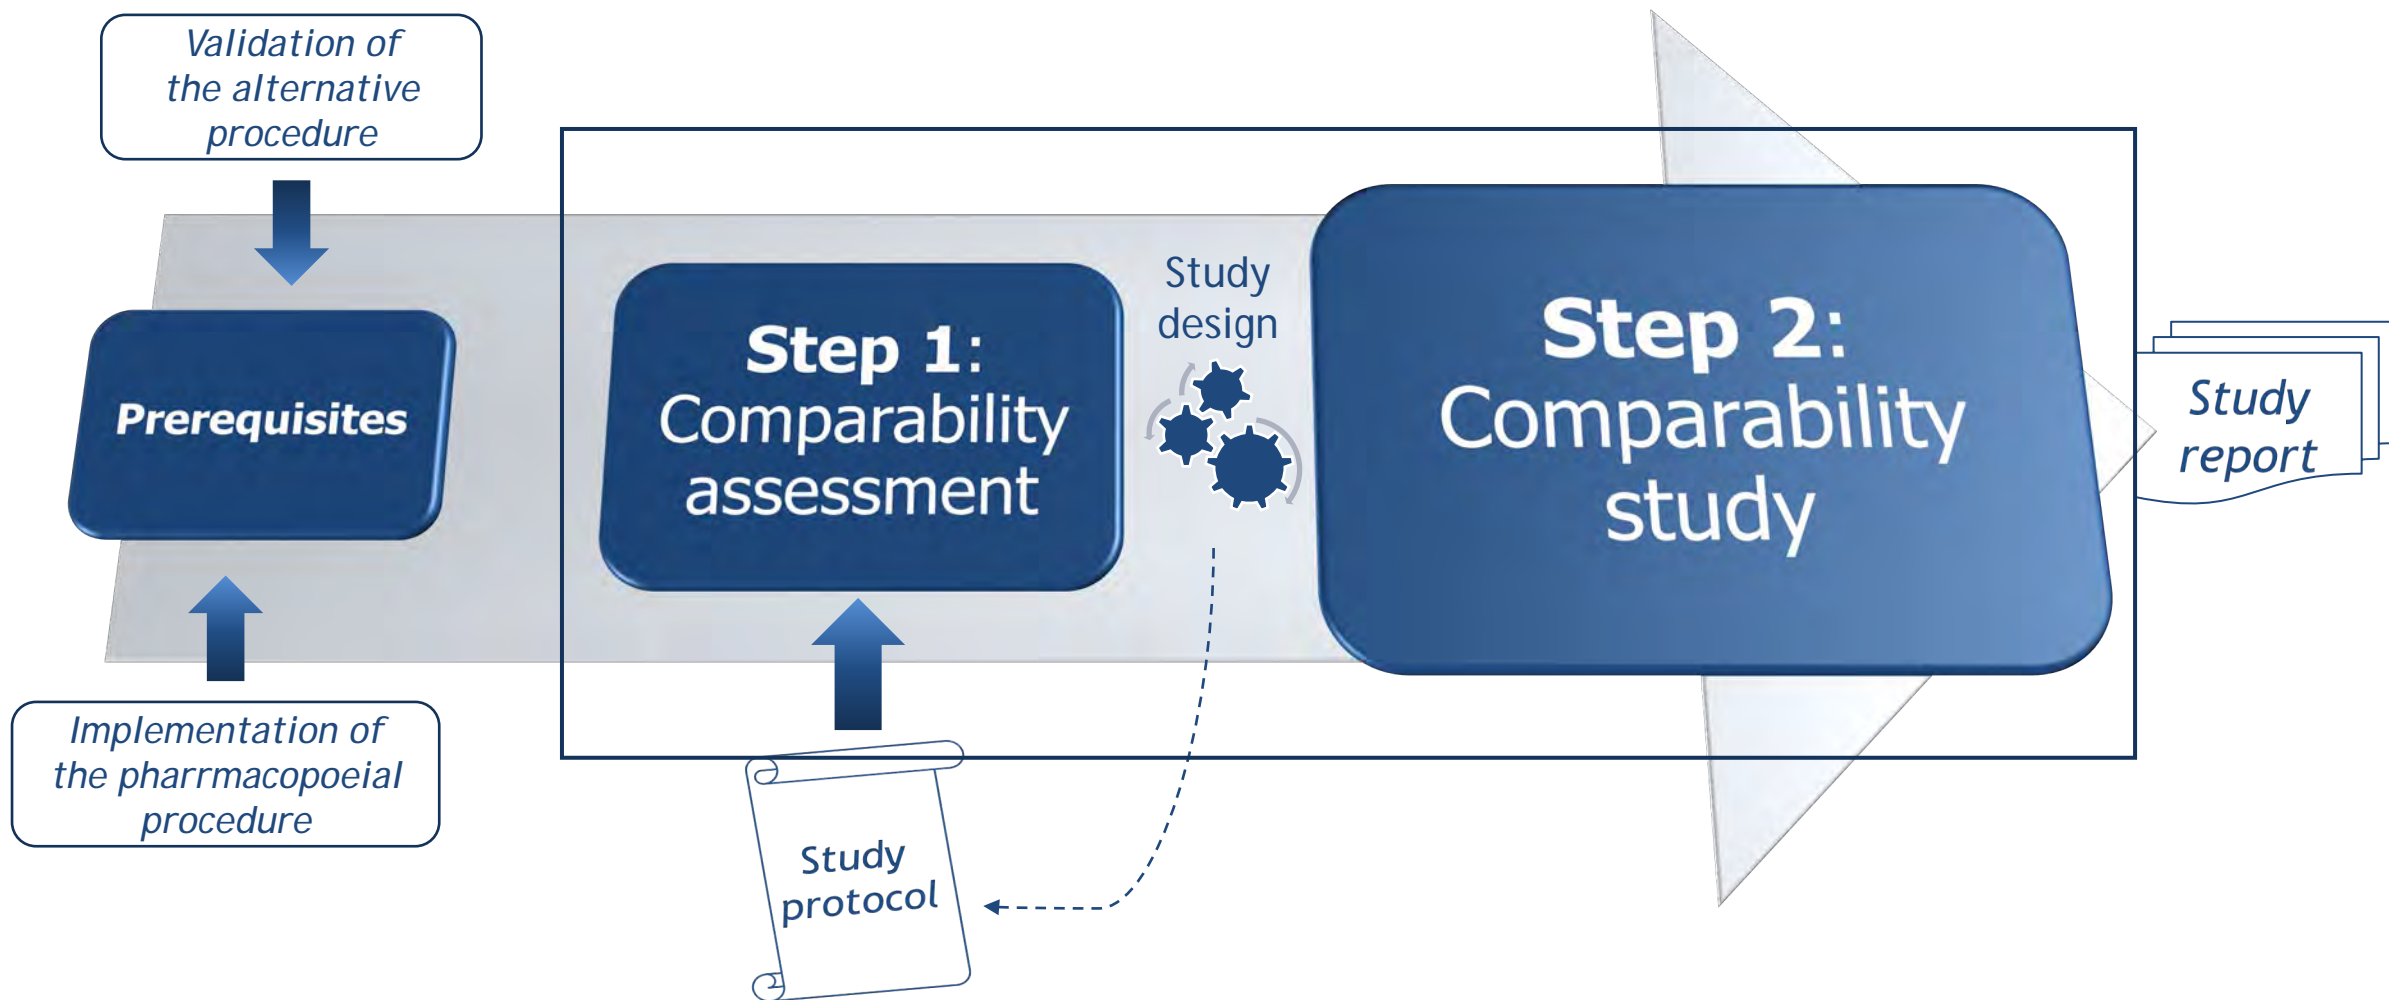 Validation of
the alternative
procedure
Prerequisites
Implementation of
the pharrmacopoeial
procedure
Step 1:
Comparability
assessment
Study
protocol
Study
design
Step 2:
Comparability
study
Study
report